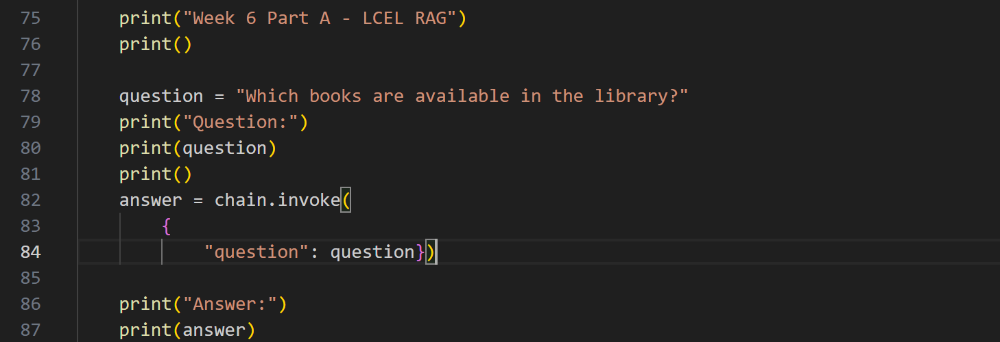 75 print("Week 6 Part A - LCEL RAG")
76 print()
77
78 question = "Which books are available in the library?"
79 print("Question:")
80 print(question)
81 print()
82 answer = chain.invoke(
83 {
84 "question": question})
85
86 print("Answer:")
87 print(answer)